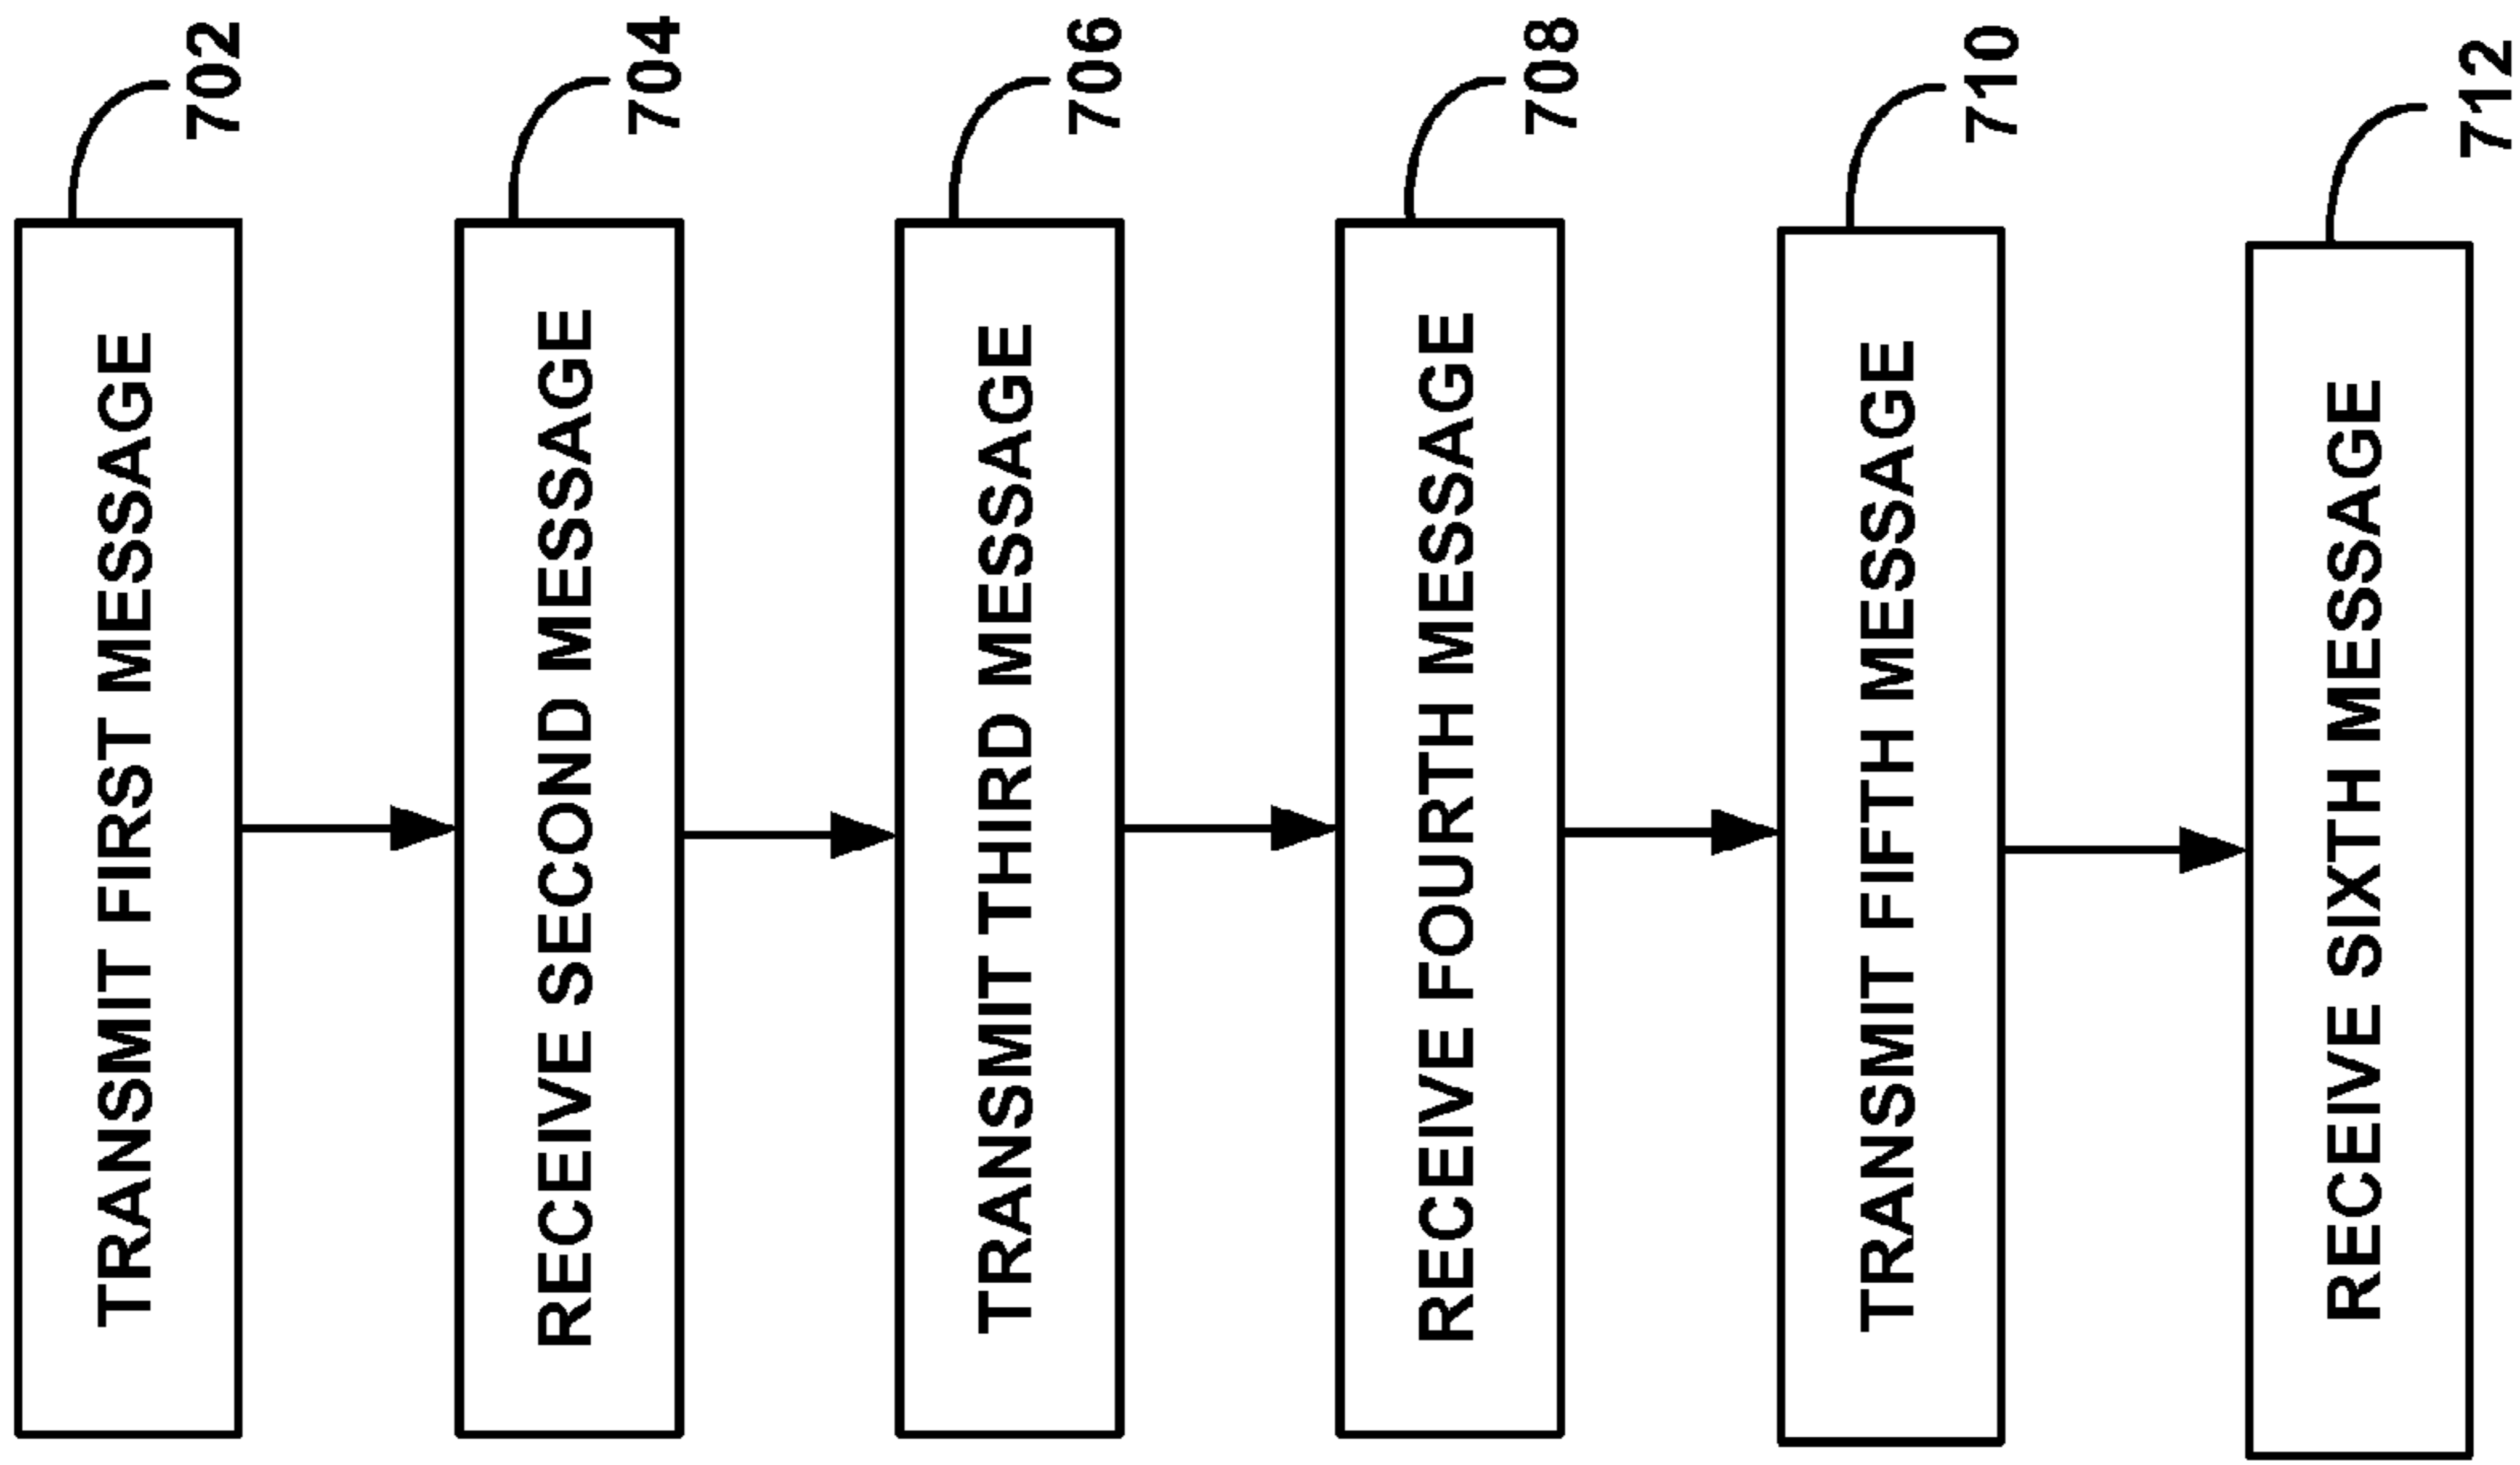 TRANSMIT FIRST MESSAGE
702
RECEIVE SECOND MESSAGE
704
TRANSMIT THIRD MESSAGE
706
RECEIVE FOURTH MESSAGE
708
TRANSMIT FIFTH MESSAGE
710
RECEIVE SIXTH MESSAGE
712